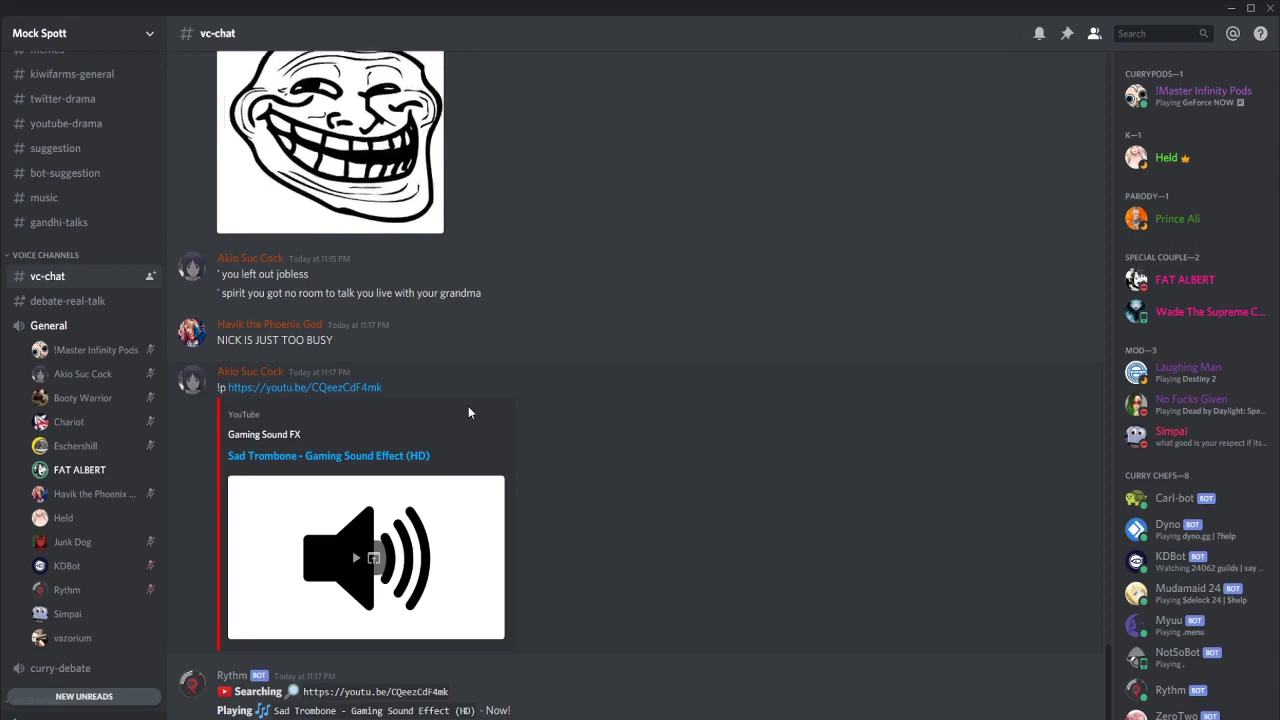 Mock Spott
memes
kiwifarms-general
twitter-drama
youtube-drama
suggestion
bot-suggestion
music
gandhi-talks
VOICE CHANNELS
vc-chat
debate-real-talk
General
!Master Infinity Pods
Akio Suc Cock
Booty Warrior
Chariot
Eschershill
FAT ALBERT
Havik the Phoenix ...
Held
Junk Dog
KDBot
Rythm
Simpai
vazorium
curry-debate
NEW UNREADS
# vc-chat
Search
Akio Suc Cock Today at 11:15 PM
' you left out jobless
' spirit you got no room to talk you live with your grandma
Havik the Phoenix God Today at 11:17 PM
NICK IS JUST TOO BUSY
Akio Suc Cock Today at 11:17 PM
!p https://youtu.be/CQeezCdF4mk
YouTube
Gaming Sound FX
Sad Trombone - Gaming Sound Effect (HD)
Rythm BOT Today at 11:17 PM
Searching https://youtu.be/CQeezCdF4mk
Playing Sad Trombone - Gaming Sound Effect (HD) - Now!
CURRYPODS—1
!Master Infinity Pods
Playing GeForce NOW
K—1
Held
PARODY—1
Prince Ali
SPECIAL COUPLE—2
FAT ALBERT
Wade The Supreme C...
MOD—3
Laughing Man
Playing Destiny 2
No Fucks Given
Playing Dead by Daylight: Spe...
Simpai
what good is your respect if its...
CURRY CHEFS—8
Carl-bot BOT
Dyno BOT
Playing dyno.gg | ?help
KDBot BOT
Watching 24062 guilds | say ...
Mudamaid 24 BOT
Playing $delock 24 | $help
Myuu BOT
Playing .menu
NotSoBot BOT
Playing .
Rythm BOT
ZeroTwo BOT